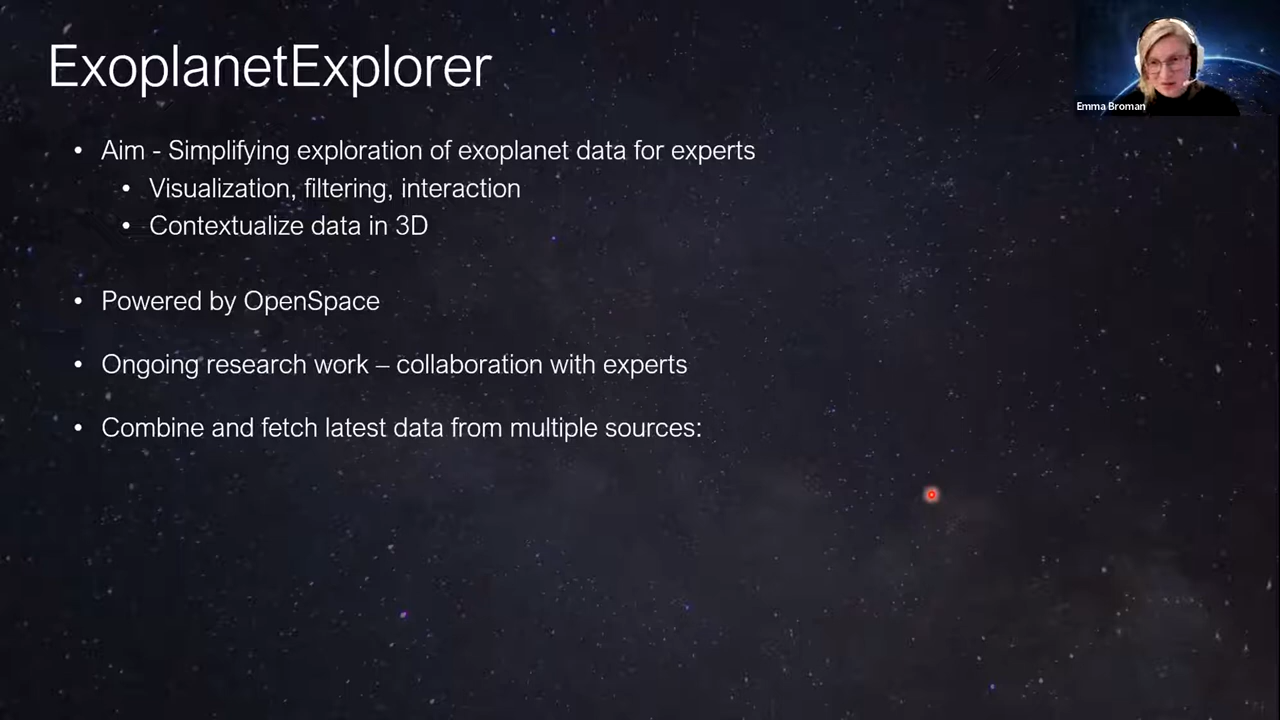 ExoplanetExplorer
Emma Broman
• Aim - Simplifying exploration of exoplanet data for experts
• Visualization, filtering, interaction
• Contextualize data in 3D
• Powered by OpenSpace
• Ongoing research work – collaboration with experts
• Combine and fetch latest data from multiple sources: